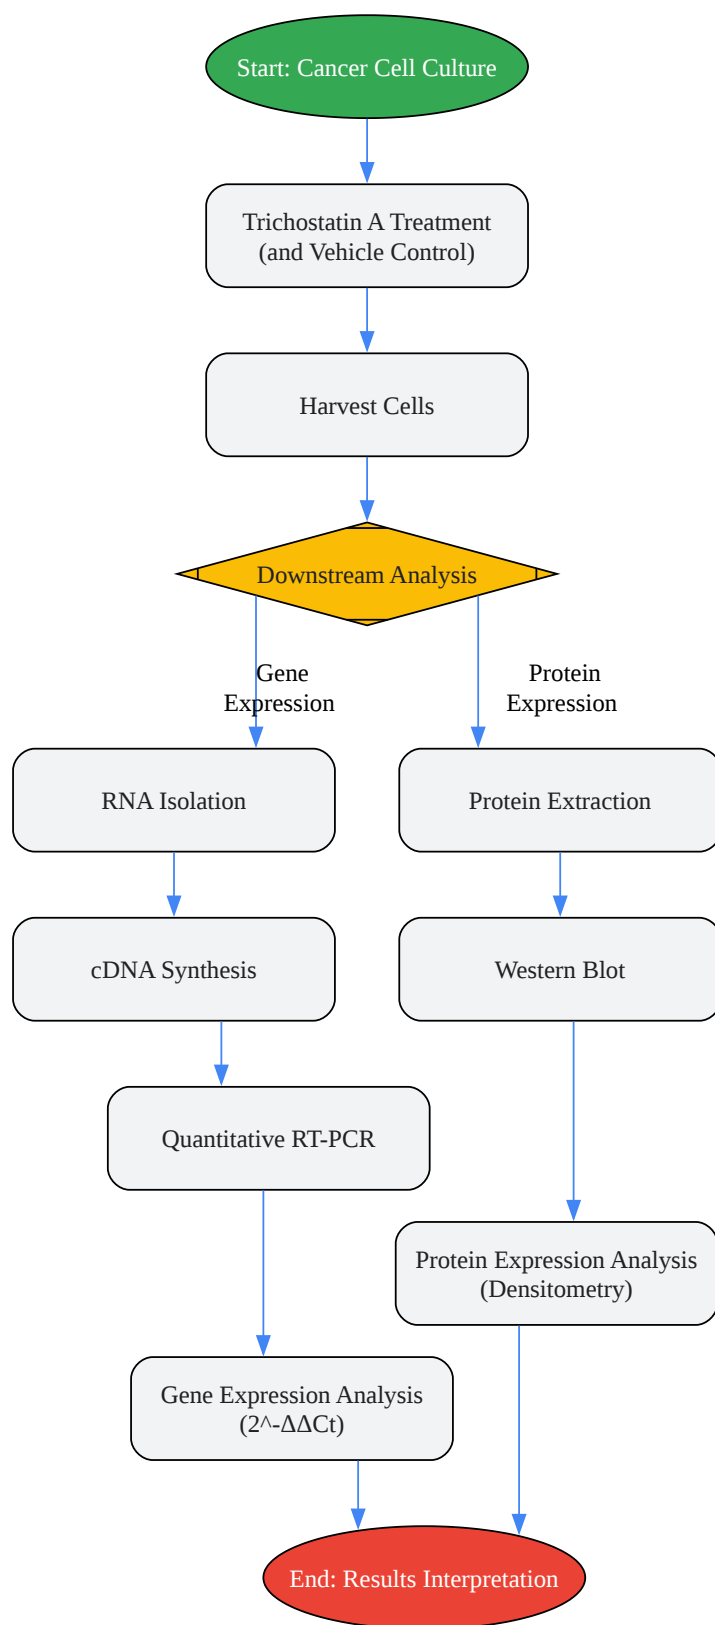 Start: Cancer Cell Culture
Trichostatin A Treatment
(and Vehicle Control)
Harvest Cells
Downstream Analysis
Gene
Expression
Protein
Expression
RNA Isolation
Protein Extraction
cDNA Synthesis
Western Blot
Quantitative RT-PCR
Protein Expression Analysis
(Densitometry)
Gene Expression Analysis
(2^-ΔΔCt)
End: Results Interpretation